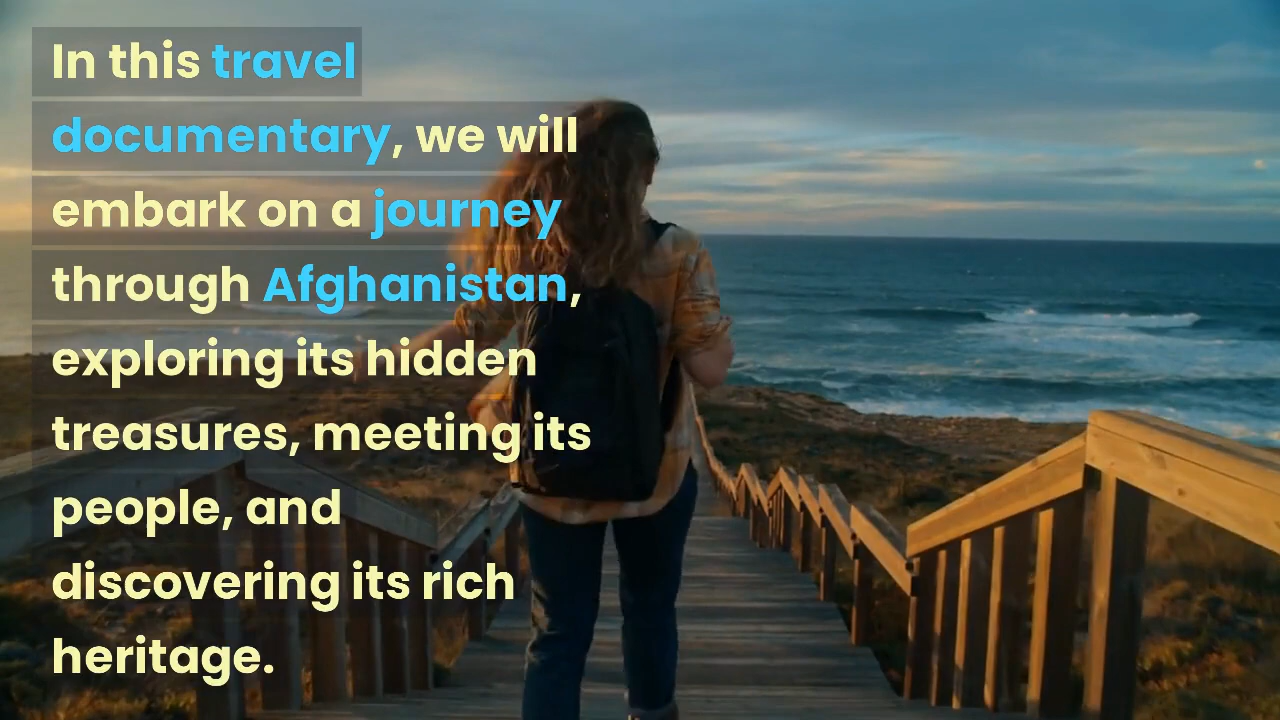 In this travel
documentary, we will
embark on a journey
through Afghanistan,
exploring its hidden
treasures, meeting its
people, and
discovering its rich
heritage.